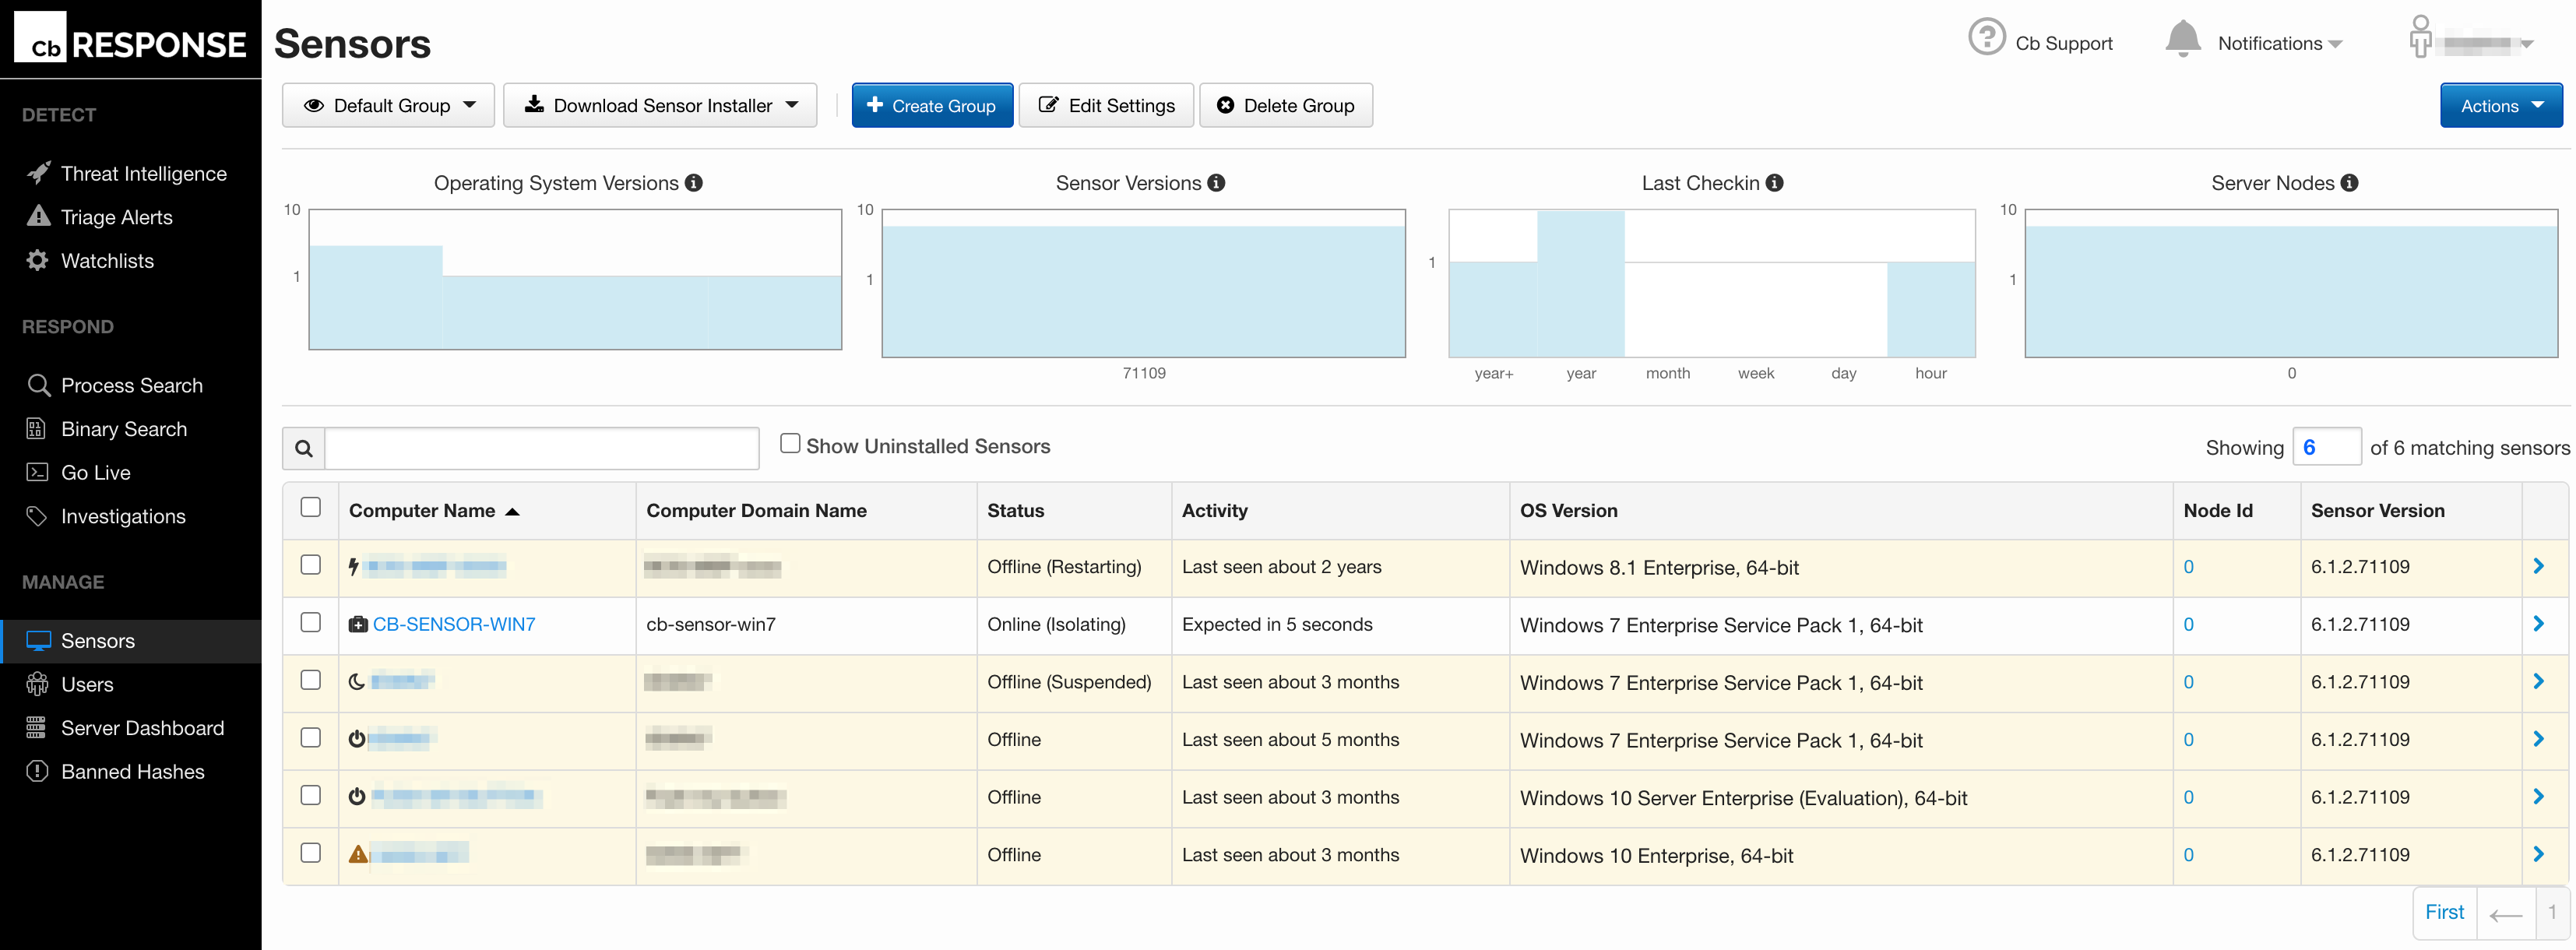 Cb RESPONSE
Sensors
Cb Support
Notifications
Default Group
Download Sensor Installer
Create Group
Edit Settings
Delete Group
Actions
DETECT
Threat Intelligence
Triage Alerts
Watchlists
RESPOND
Process Search
Binary Search
Go Live
Investigations
MANAGE
Sensors
Users
Server Dashboard
Banned Hashes
Operating System Versions
10
1
Sensor Versions
10
1
71109
Last Checkin
1
year+ year month week day hour
Server Nodes
10
1
0
Show Uninstalled Sensors
Showing 6 of 6 matching sensors
Computer Name Computer Domain Name Status Activity OS Version Node Id Sensor Version
Offline (Restarting) Last seen about 2 years Windows 8.1 Enterprise, 64-bit 0 6.1.2.71109
CB-SENSOR-WIN7 cb-sensor-win7 Online (Isolating) Expected in 5 seconds Windows 7 Enterprise Service Pack 1, 64-bit 0 6.1.2.71109
Offline (Suspended) Last seen about 3 months Windows 7 Enterprise Service Pack 1, 64-bit 0 6.1.2.71109
Offline Last seen about 5 months Windows 7 Enterprise Service Pack 1, 64-bit 0 6.1.2.71109
Offline Last seen about 3 months Windows 10 Server Enterprise (Evaluation), 64-bit 0 6.1.2.71109
Offline Last seen about 3 months Windows 10 Enterprise, 64-bit 0 6.1.2.71109
First ← 1